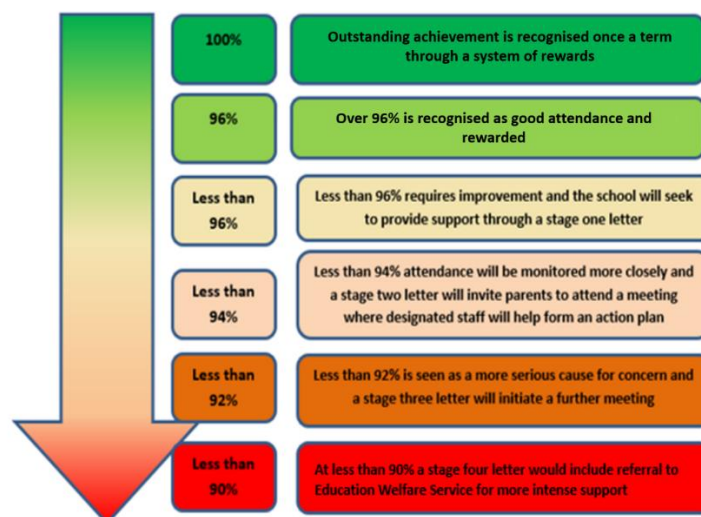 100%
Outstanding achievement is recognised once a term
through a system of rewards
96%
Over 96% is recognised as good attendance and
rewarded
Less than
96%
Less than 96% requires improvement and the school will seek
to provide support through a stage one letter
Less than
94%
Less than 94% attendance will be monitored more closely and
a stage two letter will invite parents to attend a meeting
where designated staff will help form an action plan
Less than
92%
Less than 92% is seen as a more serious cause for concern and
a stage three letter will initiate a further meeting
Less than
90%
At less than 90% a stage four letter would include referral to
Education Welfare Service for more intense support